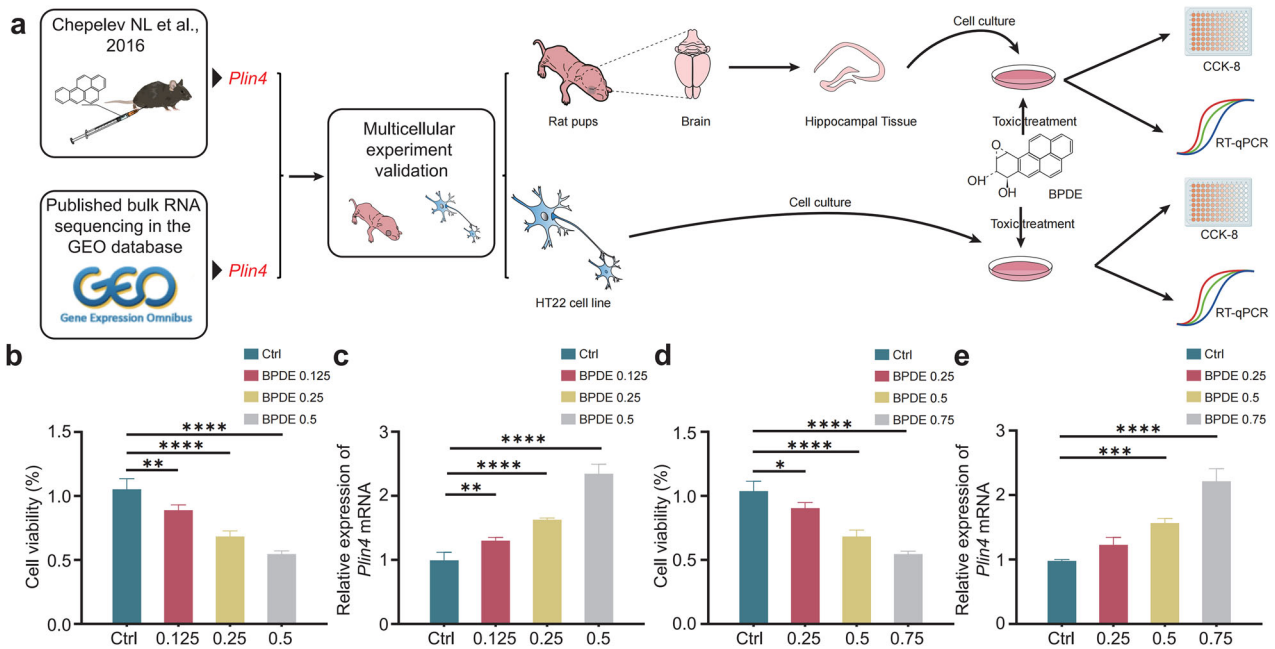 a
Chepelev NL et al.,
2016
Plin4
Published bulk RNA
sequencing in the
GEO database
GEO
Gene Expression Omnibus
Plin4
Multicellular
experiment
validation
Rat pups
Brain
Hippocampal Tissue
Cell culture
Toxic treatment
CCK-8
RT-qPCR
O
OH
OH
BPDE
HT22 cell line
Cell culture
Toxic treatment
CCK-8
RT-qPCR
b
Ctrl
BPDE 0.125
BPDE 0.25
BPDE 0.5
Cell viability (%)
1.5
1.0
0.5
0.0
****
****
**
Ctrl
0.125
0.25
0.5
c
Ctrl
BPDE 0.125
BPDE 0.25
BPDE 0.5
Relative expression of
Plin4 mRNA
3
2
1
0
****
****
**
Ctrl
0.125
0.25
0.5
d
Ctrl
BPDE 0.25
BPDE 0.5
BPDE 0.75
Cell viability (%)
1.5
1.0
0.5
0.0
****
****
*
Ctrl
0.25
0.5
0.75
e
Ctrl
BPDE 0.25
BPDE 0.5
BPDE 0.75
Relative expression of
Plin4 mRNA
3
2
1
0
****
***
Ctrl
0.25
0.5
0.75